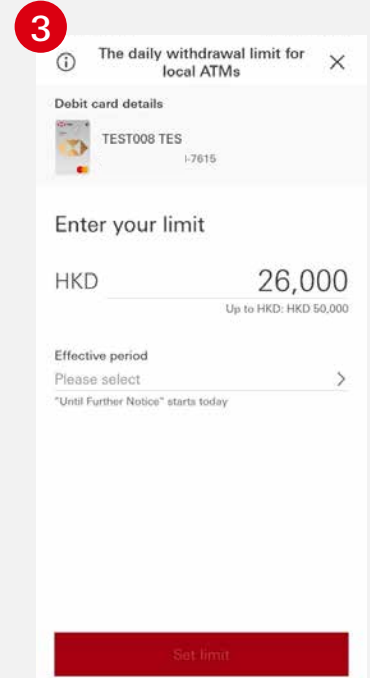 3
The daily withdrawal limit for
local ATMs
Debit card details
TEST008 TES
-7615
Enter your limit
HKD 26,000
Up to HKD: HKD 50,000
Effective period
Please select
"Until Further Notice" starts today
Set limit